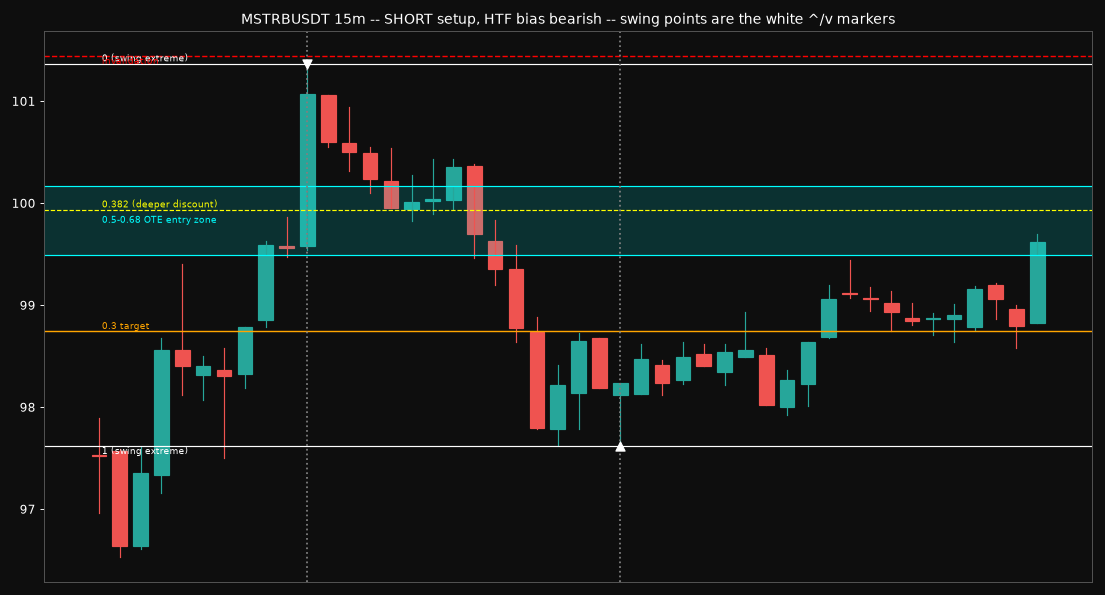 MSTRBUSDT 15m -- SHORT setup, HTF bias bearish -- swing points are the white ^/v markers
0 (swing extreme)
101
100
0.382 (deeper discount)
0.5-0.68 OTE entry zone
99
0.3 target
98
1 (swing extreme)
97